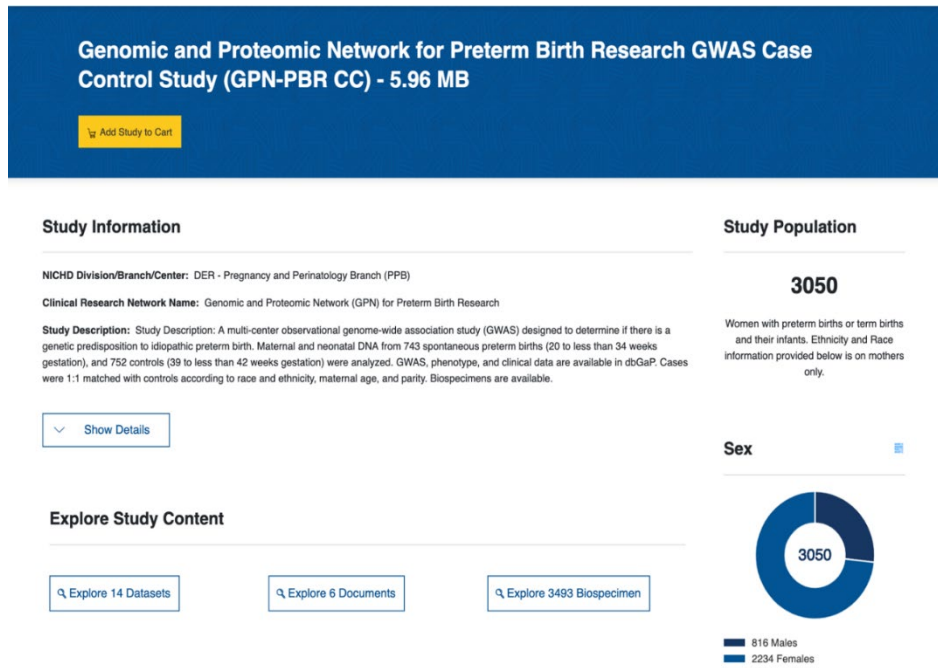 Genomic and Proteomic Network for Preterm Birth Research GWAS Case
Control Study (GPN-PBR CC) - 5.96 MB
Add Study to Cart
Study Information
NICHD Division/Branch/Center: DER - Pregnancy and Perinatology Branch (PPB)
Clinical Research Network Name: Genomic and Proteomic Network (GPN) for Preterm Birth Research
Study Description: Study Description: A multi-center observational genome-wide association study (GWAS) designed to determine if there is a
genetic predisposition to idiopathic preterm birth. Maternal and neonatal DNA from 743 spontaneous preterm births (20 to less than 34 weeks
gestation), and 752 controls (39 to less than 42 weeks gestation) were analyzed. GWAS, phenotype, and clinical data are available in dbGaP. Cases
were 1:1 matched with controls according to race and ethnicity, maternal age, and parity. Biospecimens are available.
Show Details
Explore Study Content
Explore 14 Datasets
Explore 6 Documents
Explore 3493 Biospecimen
Study Population
3050
Women with preterm births or term births
and their infants. Ethnicity and Race
information provided below is on mothers
only.
Sex
3050
816 Males
2234 Females